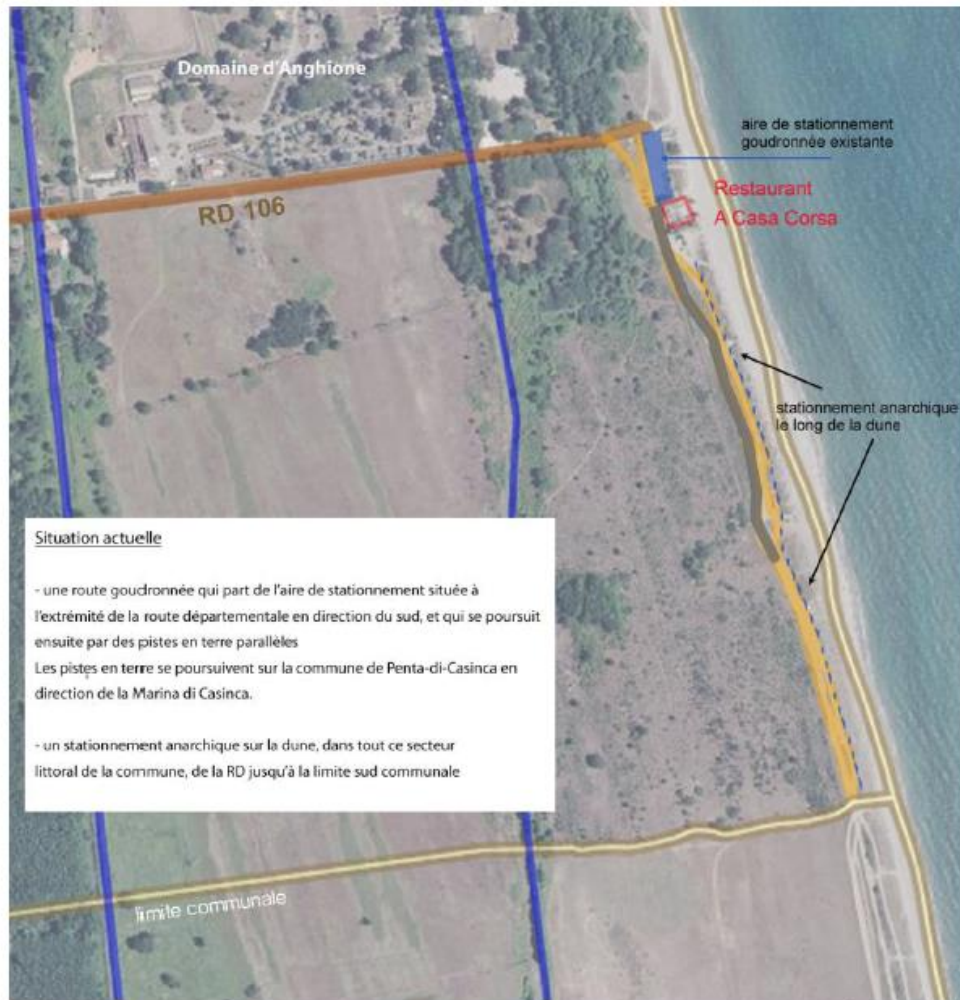 Domaine d'Anghione
aire de stationnement
goudronnée existante
Restaurant
A Casa Corsa
RD 106
stationnement anarchique
le long de la dune
Situation actuelle
- une route goudronnée qui part de l'aire de stationnement située à
l'extrémité de la route départementale en direction du sud, et qui se poursuit
ensuite par des pistes en terre parallèles
Les pistes en terre se poursuivent sur la commune de Penta-di-Casinca en
direction de la Marina di Casinca.
- un stationnement anarchique sur la dune, dans tout ce secteur
littoral de la commune, de la RD jusqu'à la limite sud communale
limite communale